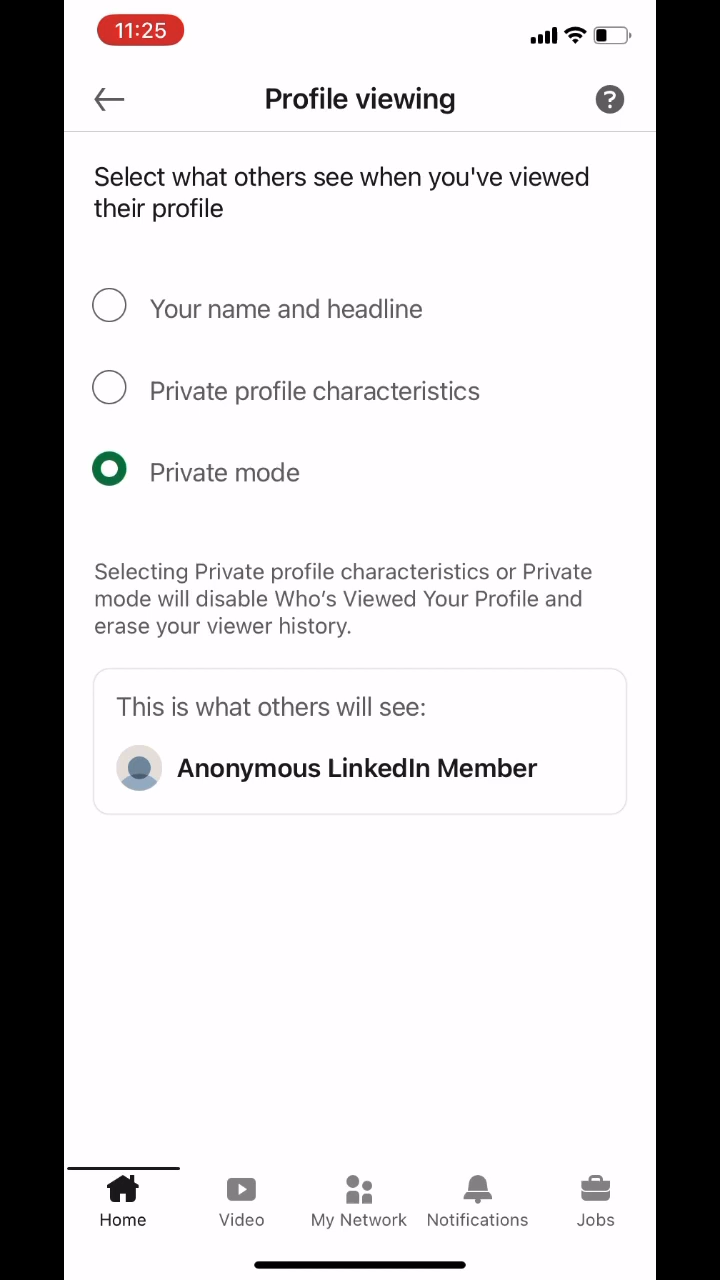 11:25
Profile viewing
?
Select what others see when you've viewed
their profile
Your name and headline
Private profile characteristics
Private mode
Selecting Private profile characteristics or Private
mode will disable Who's Viewed Your Profile and
erase your viewer history.
This is what others will see:
Anonymous LinkedIn Member
Home
Video
My Network
Notifications
Jobs